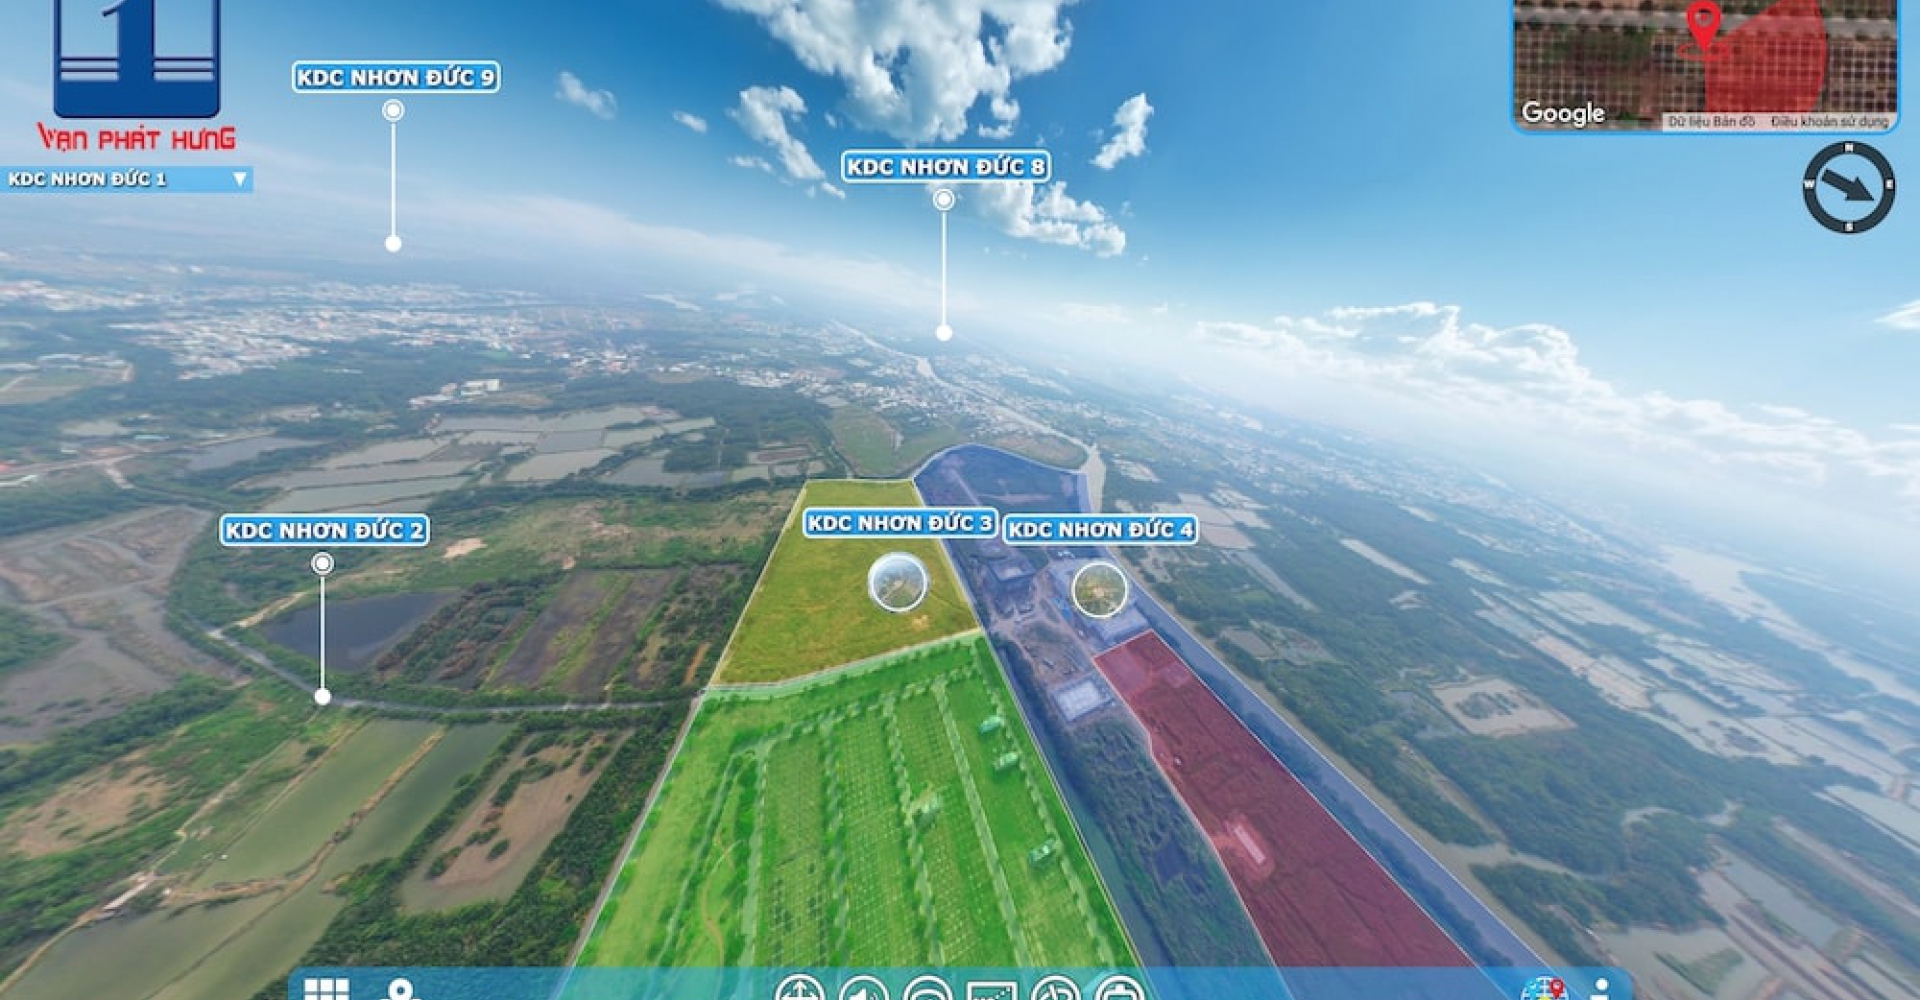 1
VẠN PHÁT HƯNG
KDC NHƠN ĐỨC 1
KDC NHƠN ĐỨC 9
KDC NHƠN ĐỨC 8
Google
Dữ liệu Bản đồ Điều khoản sử dụng
N
W E
S
KDC NHƠN ĐỨC 2
KDC NHƠN ĐỨC 3
KDC NHƠN ĐỨC 4